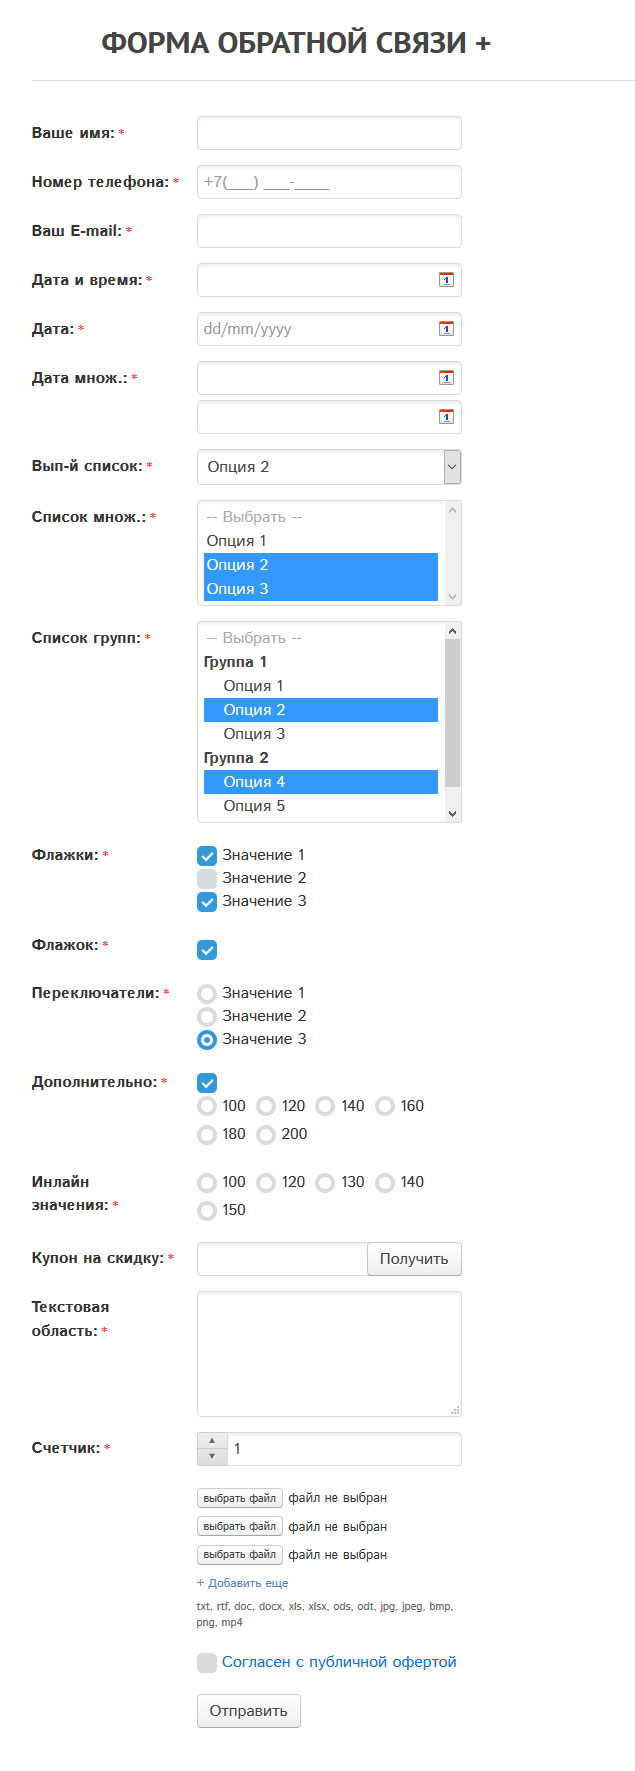 ФОРМА ОБРАТНОЙ СВЯЗИ +
Ваше имя: *
Номер телефона: * +7(___) ___-____
Ваш E-mail: *
Дата и время: *
Дата: * dd/mm/yyyy
Дата множ.: *
Вып-й список: * Опция 2
Список множ.: * -- Выбрать --
Опция 1
Опция 2
Опция 3
Список групп: * -- Выбрать --
Группа 1
Опция 1
Опция 2
Опция 3
Группа 2
Опция 4
Опция 5
Флажки: * Значение 1
Значение 2
Значение 3
Флажок: *
Переключатели: * Значение 1
Значение 2
Значение 3
Дополнительно: *
100 120 140 160
180 200
Инлайн 100 120 130 140
значения: * 150
Купон на скидку: * Получить
Текстовая
область: *
Счетчик: * 1
выбрать файл файл не выбран
выбрать файл файл не выбран
выбрать файл файл не выбран
+ Добавить еще
txt, rtf, doc, docx, xls, xlsx, ods, odt, jpg, jpeg, bmp,
png, mp4
Согласен с публичной офертой
Отправить